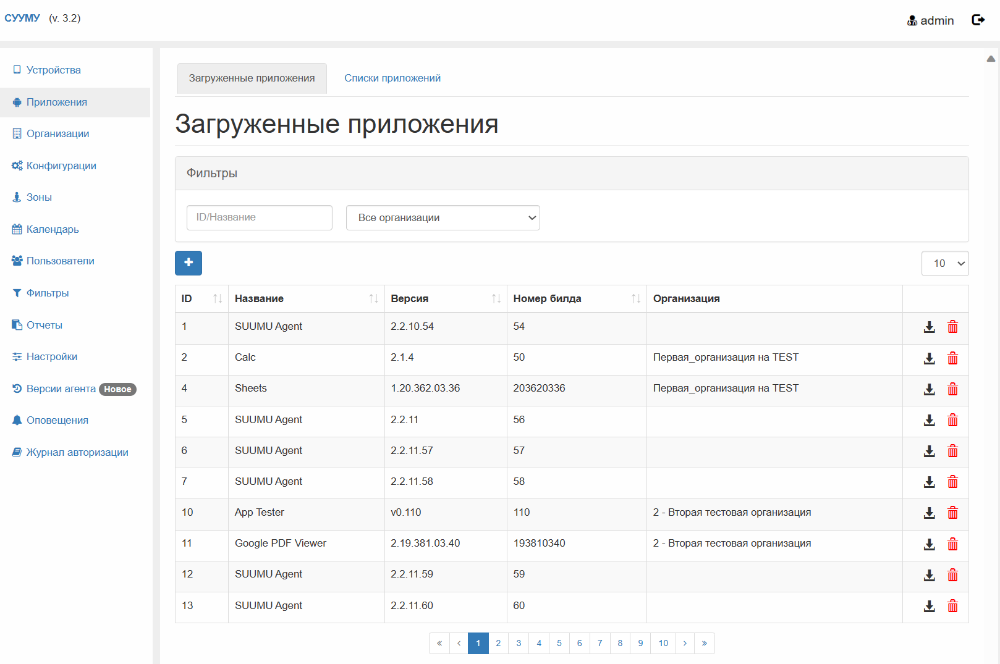 СУУМУ (v. 3.2)
admin
Устройства
Приложения
Организации
Конфигурации
Зоны
Календарь
Пользователи
Фильтры
Отчеты
Настройки
Версии агента Новое
Оповещения
Журнал авторизации
Загруженные приложения Списки приложений
Загруженные приложения
Фильтры
ID/Название Все организации
10
ID Название Версия Номер билда Организация
1 SUUMU Agent 2.2.10.54 54
2 Calc 2.1.4 50 Первая_организация на TEST
4 Sheets 1.20.362.03.36 203620336 Первая_организация на TEST
5 SUUMU Agent 2.2.11 56
6 SUUMU Agent 2.2.11.57 57
7 SUUMU Agent 2.2.11.58 58
10 App Tester v0.110 110 2 - Вторая тестовая организация
11 Google PDF Viewer 2.19.381.03.40 193810340 2 - Вторая тестовая организация
12 SUUMU Agent 2.2.11.59 59
13 SUUMU Agent 2.2.11.60 60
« ‹ 1 2 3 4 5 6 7 8 9 10 › »